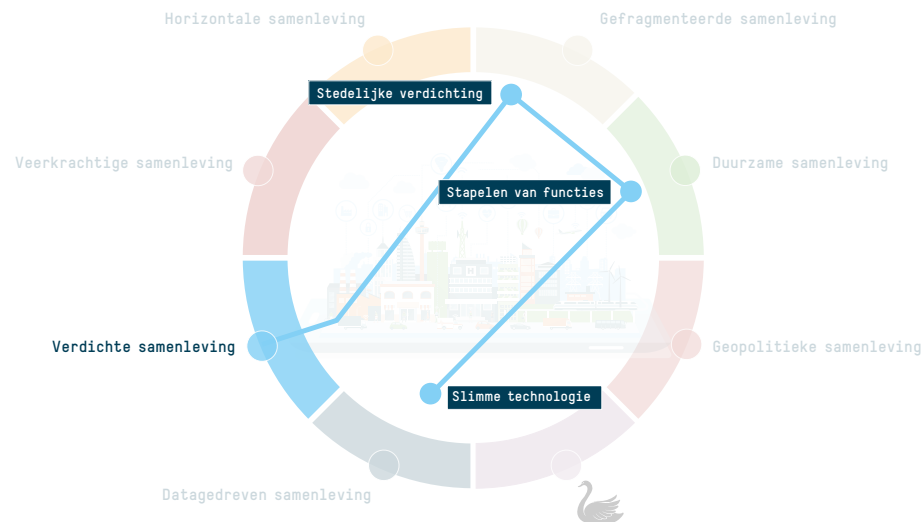 Horizontale samenleving
Gefragmenteerde samenleving
Stedelijke verdichting
Veerkrachtige samenleving
Duurzame samenleving
Stapelen van functies
Verdichte samenleving
Geopolitieke samenleving
Slimme technologie
Datagedreven samenleving